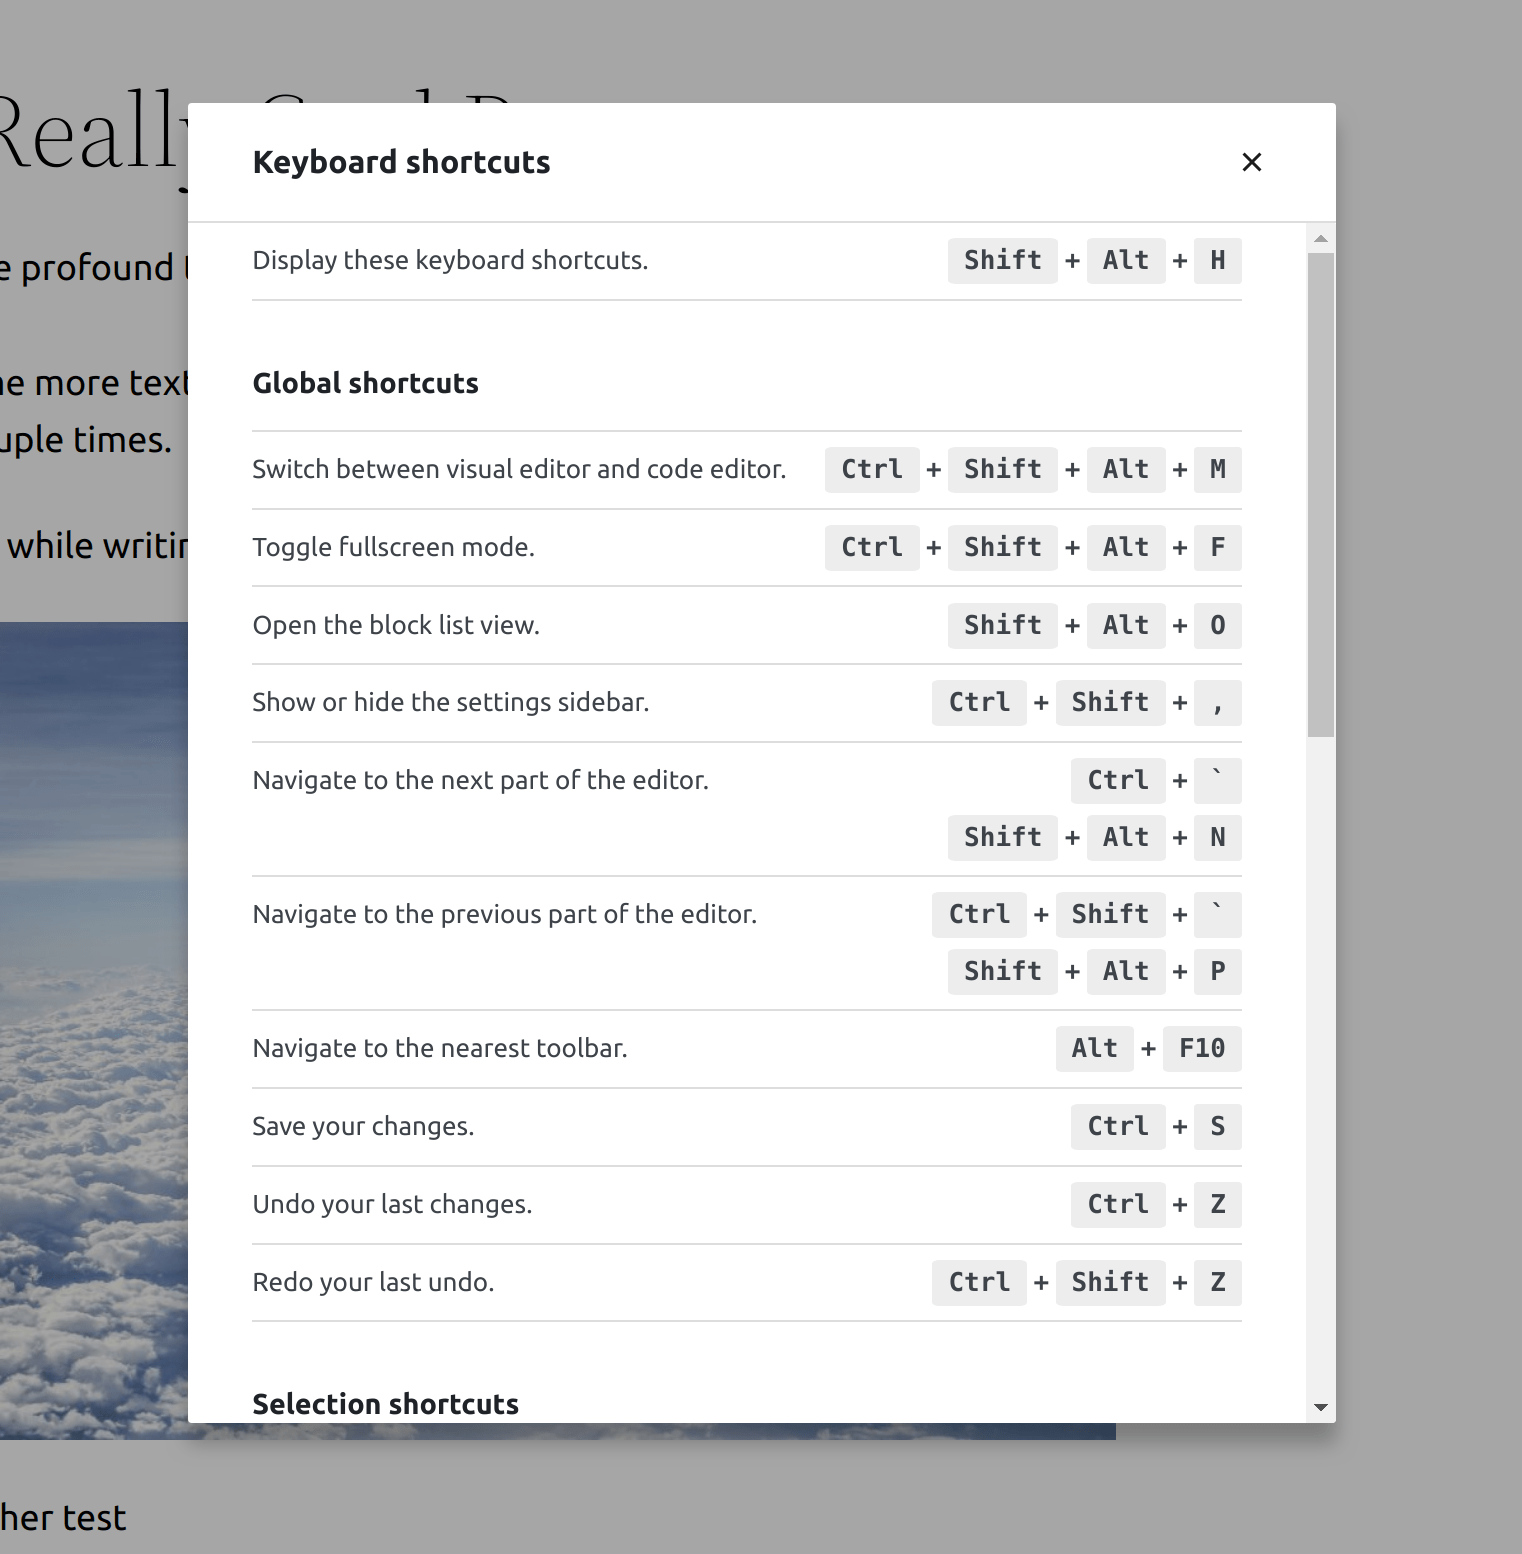 Really
Keyboard shortcuts
e profound
Display these keyboard shortcuts. Shift + Alt + H
more text
Global shortcuts
times.
Switch between visual editor and code editor. Ctrl + Shift + Alt + M
while
Toggle fullscreen mode. Ctrl + Shift + Alt + F
Open the block list view. Shift + Alt + O
Show or hide the settings sidebar. Ctrl + Shift + ,
Navigate to the next part of the editor. Ctrl + `
Shift + Alt + N
Navigate to the previous part of the editor. Ctrl + Shift + `
Shift + Alt + P
Navigate to the nearest toolbar. Alt + F10
Save your changes. Ctrl + S
Undo your last changes. Ctrl + Z
Redo your last undo. Ctrl + Shift + Z
Selection shortcuts
her test